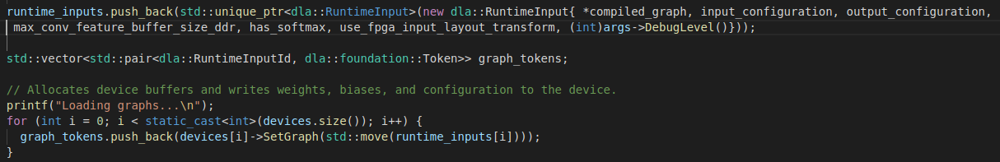 runtime_inputs.push_back(std::unique_ptr<dla::RuntimeInput>(new dla::RuntimeInput{ *compiled_graph, input_configuration, output_configuration,
max_conv_feature_buffer_size_ddr, has_softmax, use_fpga_input_layout_transform, (int)args->DebugLevel()}));
std::vector<std::pair<dla::RuntimeInputId, dla::foundation::Token>> graph_tokens;
// Allocates device buffers and writes weights, biases, and configuration to the device.
printf("Loading graphs...\n");
for (int i = 0; i < static_cast<int>(devices.size()); i++) {
graph_tokens.push_back(devices[i]->SetGraph(std::move(runtime_inputs[i])));
}